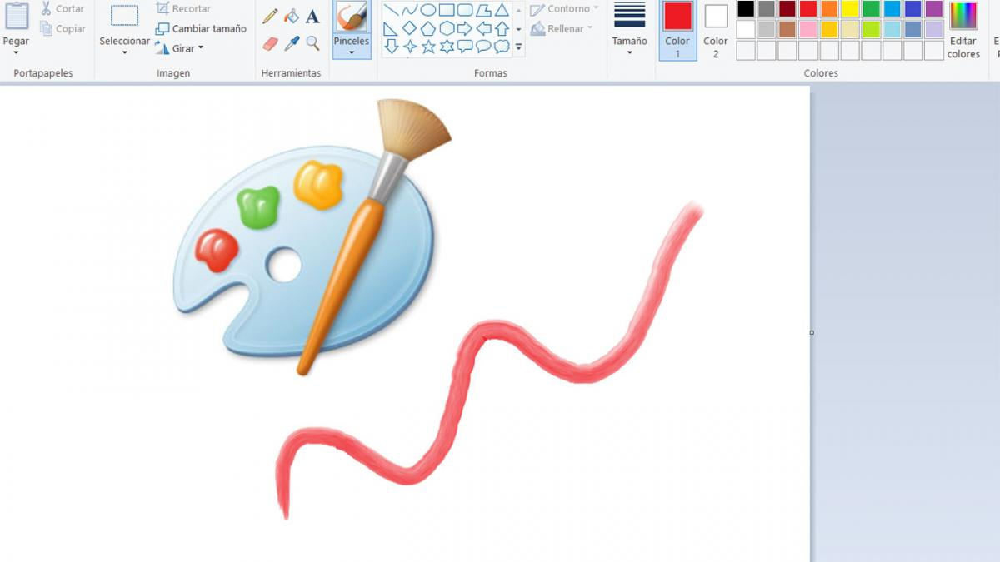 Pegar
Cortar
Copiar
Portapapeles
Seleccionar
Recortar
Cambiar tamaño
Girar
Imagen
A
Herramientas
Pinceles
Formas
Contorno
Rellenar
Tamaño
Color
1
Color
2
Editar
colores
Colores